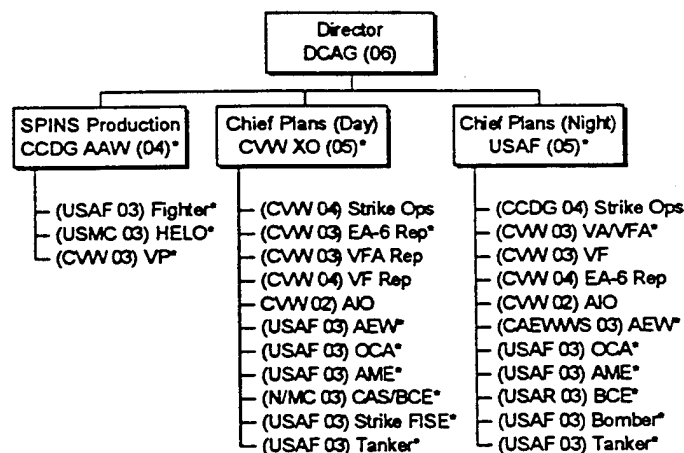 Director
DCAG (06)
SPINS Production
CCDG AAW (04)*
(USAF 03) Fighter*
(USMC 03) HELO*
(CVW 03) VP*
Chief Plans (Day)
CVW XO (05)*
(CVW 04) Strike Ops
(CVW 03) EA-6 Rep*
(CVW 03) VFA Rep
(CVW 04) VF Rep
CVW 02) AIO
(USAF 03) AEW*
(USAF 03) OCA*
(USAF 03) AME*
(N/MC 03) CAS/BCE*
(USAF 03) Strike FISE*
(USAF 03) Tanker*
Chief Plans (Night)
USAF (05)*
(CCDG 04) Strike Ops
(CVW 03) VA/VFA*
(CVW 03) VF
(CVW 04) EA-6 Rep
(CVW 02) AIO
(CAEWWS 03) AEW*
(USAF 03) OCA*
(USAF 03) AME*
(USAR 03) BCE*
(USAF 03) Bomber*
(USAF 03) Tanker*